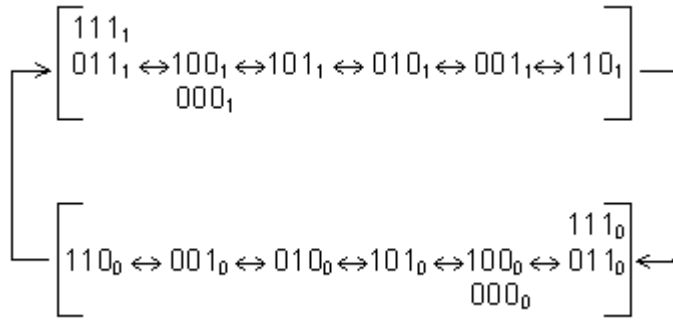 111₁
011₁ ⇔ 100₁ ⇔ 101₁ ⇔ 010₁ ⇔ 001₁ ⇔ 110₁
000₁
111₀
110₀ ⇔ 001₀ ⇔ 010₀ ⇔ 101₀ ⇔ 100₀ ⇔ 011₀
000₀